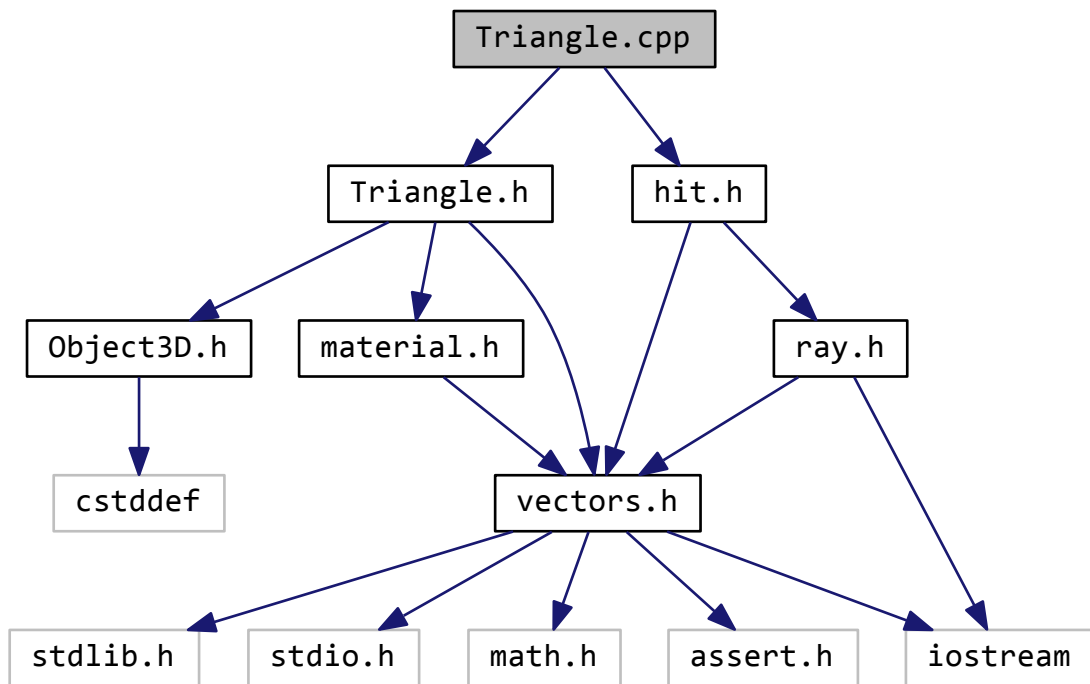 Triangle.cpp
Triangle.h
hit.h
Object3D.h
material.h
ray.h
cstddef
vectors.h
stdlib.h
stdio.h
math.h
assert.h
iostream